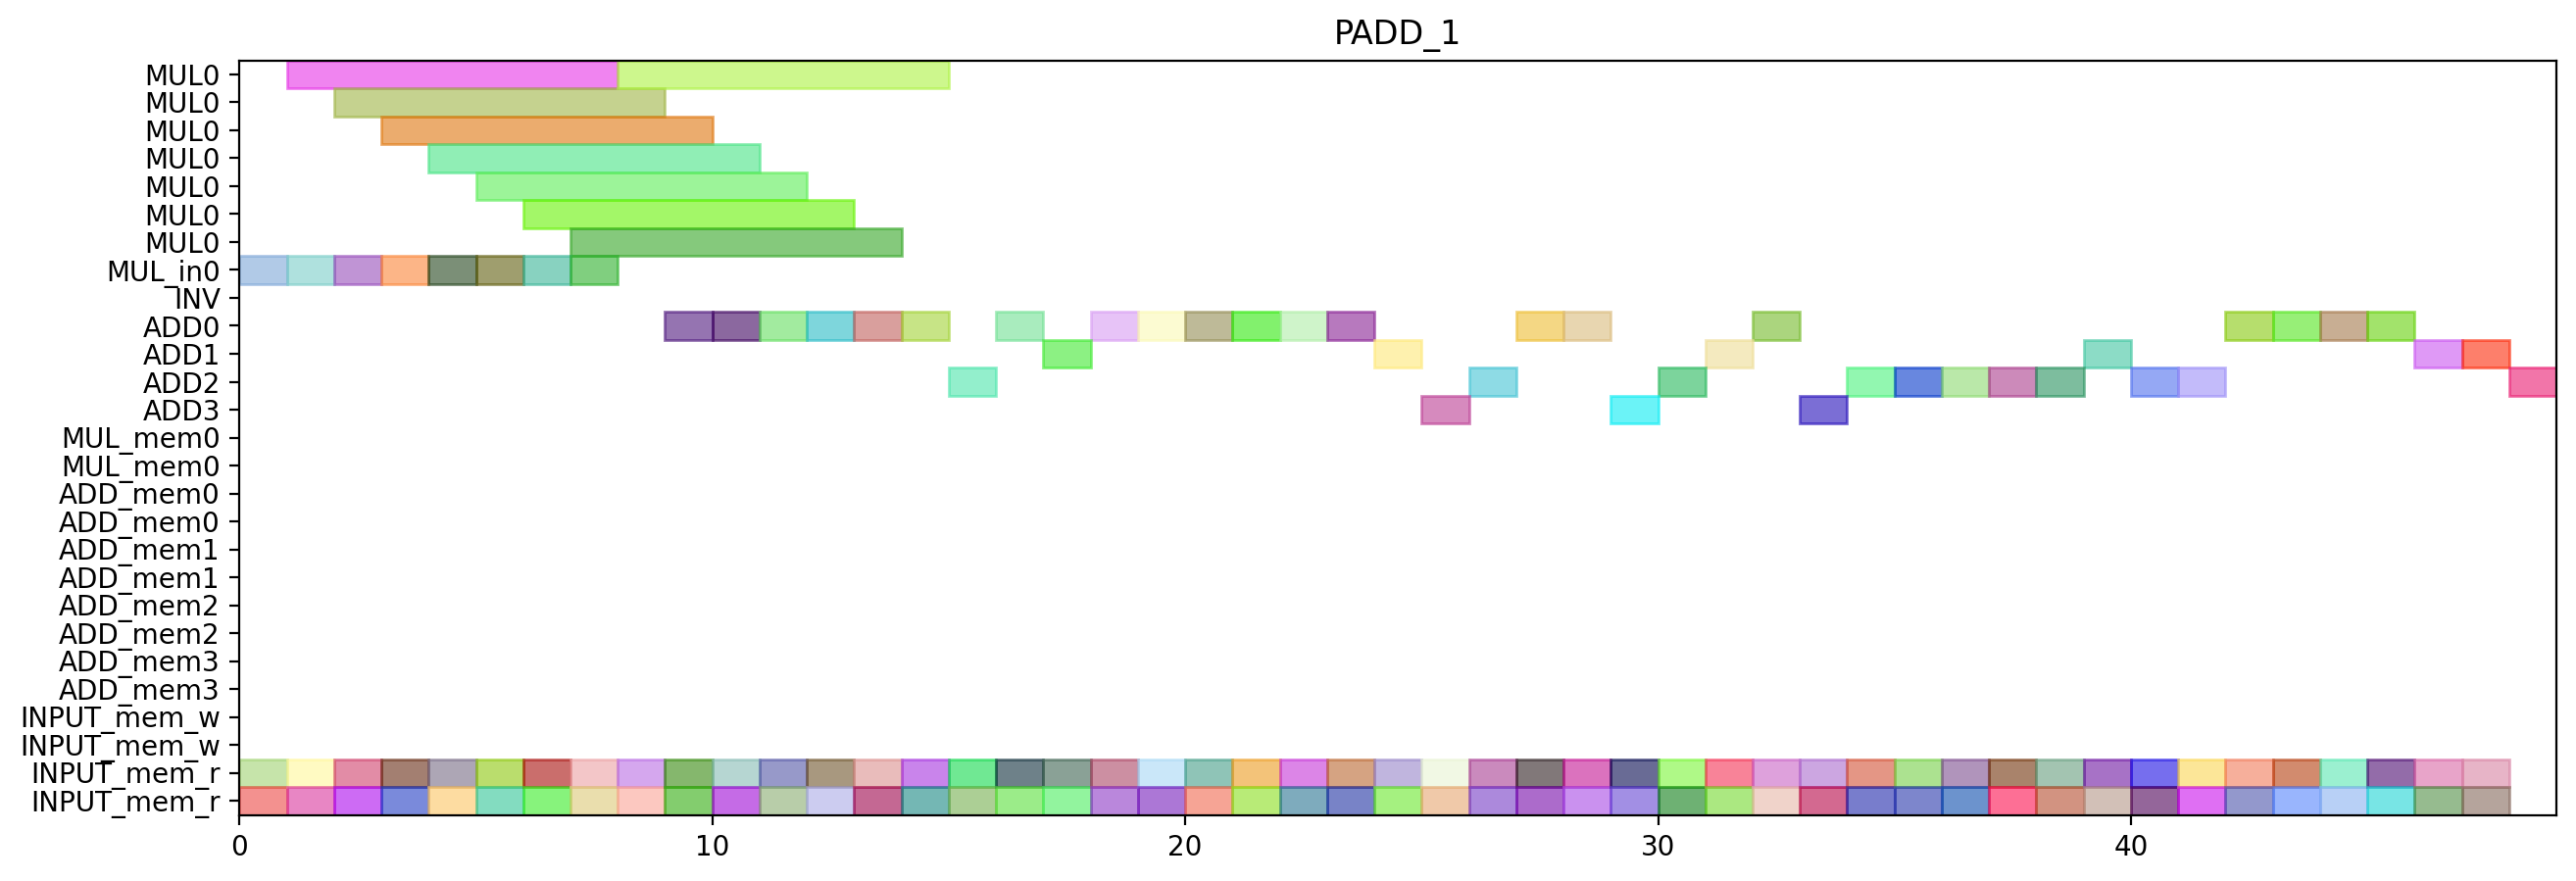 PADD_1
MUL0
MUL0
MUL0
MUL0
MUL0
MUL0
MUL0
MUL_in0
INV
ADD0
ADD1
ADD2
ADD3
MUL_mem0
MUL_mem0
ADD_mem0
ADD_mem0
ADD_mem1
ADD_mem1
ADD_mem2
ADD_mem2
ADD_mem3
ADD_mem3
INPUT_mem_w
INPUT_mem_w
INPUT_mem_r
INPUT_mem_r
0 10 20 30 40